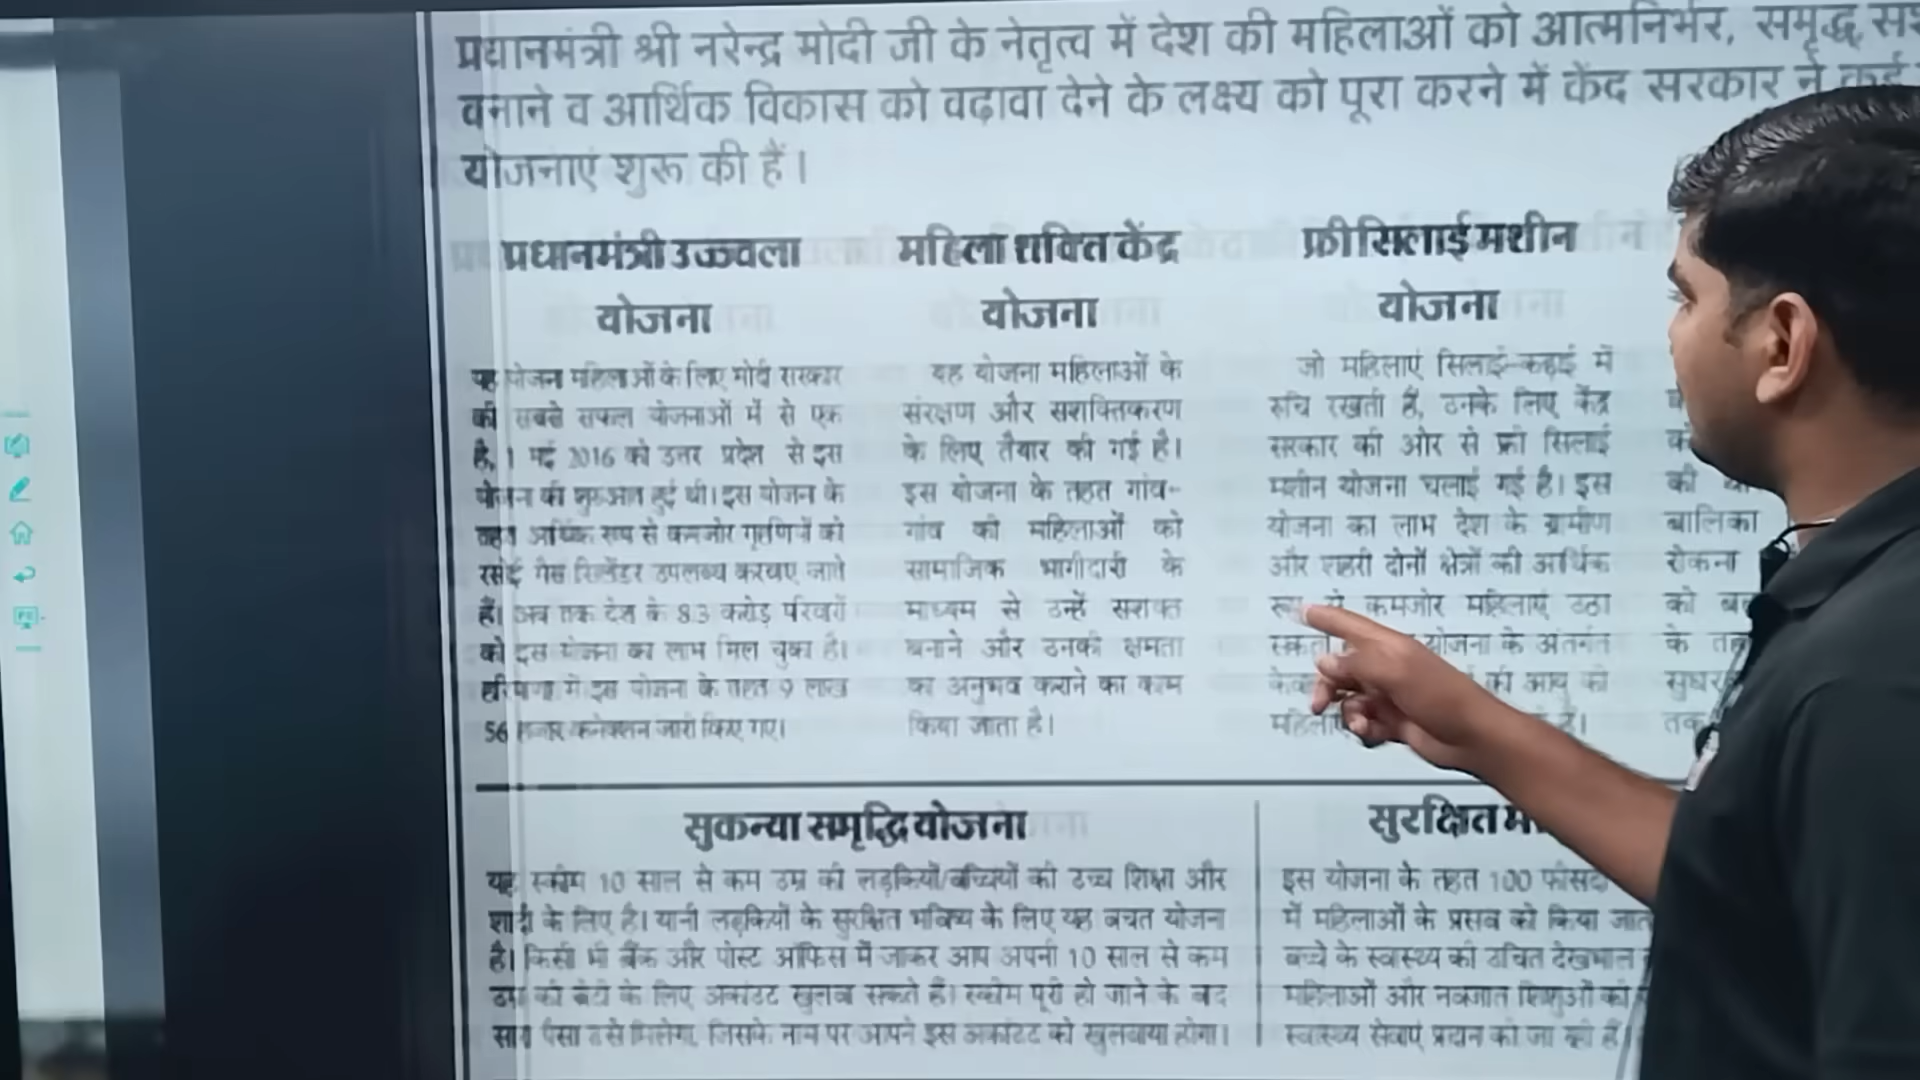 प्रधानमंत्री श्री नरेन्द्र मोदी जी के नेतृत्व में देश की महिलाओं को आत्मनिर्भर, समृद्ध,
वनाने व आर्थिक विकास को वढ़ावा देने के लक्ष्य को पूरा करने में केंद सरकार ने कई
योजनाएं शुरू की हैं।
प्रधानमंत्री उज्ज्वला
योजना
यह योजना महिलाओं के लिए मोदी सरकार
की सबसे सफल योजनाओं में से एक
है, 1 मई 2016 को उत्तर प्रदेश से इस
योजना की शुरुआत हुई थी। इस योजना के
तहत आर्थिक रूप से कमजोर गृहणियों को
रसोई गैस सिलेंडर उपलब्ध करवाए जाते
हैं। अब तक देश के 8.3 करोड़ परिवारों
को इस योजना का लाभ मिल चुका है।
हरियाणा में इस योजना के तहत 9 लाख
56 हजार कनेक्शन जारी किए गए।
महिला शक्ति केंद्र
योजना
यह योजना महिलाओं के
संरक्षण और सशक्तिकरण
के लिए तैयार की गई है।
इस योजना के तहत गांव-
गांव की महिलाओं को
सामाजिक भागीदारी के
माध्यम से उन्हें सशक्त
बनाने और उनकी क्षमता
का अनुभव कराने का काम
किया जाता है।
फ्री सिलाई मशीन
योजना
जो महिलाएं सिलाई-कढ़ाई में
रुचि रखती हैं, उनके लिए केंद्र
सरकार की ओर से फ्री सिलाई
मशीन योजना चलाई गई है। इस
योजना का लाभ देश के ग्रामीण
और शहरी दोनों क्षेत्रों की आर्थिक
रूप से कमजोर महिलाएं उठा
सकती योजना के अंतर्गत
की आयु की
है।
की
बालिका
रोकना
को
के
तक
सुकन्या समृद्धि योजना
यह स्कीम 10 साल से कम उम्र की लड़कियों/बच्चियों की उच्च शिक्षा और
शादी के लिए है। यानी लड़कियों के सुरक्षित भविष्य के लिए यह बचत योजना
है। किसी भी बैंक और पोस्ट ऑफिस में जाकर आप अपनी 10 साल से कम
उम्र की बेटी के लिए अकांउट खुलवा सकते हैं। स्कीम पूरी हो जाने के बाद
सारा पैसा उसे मिलेगा, जिसके नाम पर आपने इस अकांउट को खुलवाया होगा।
सुरक्षित
इस योजना के तहत 100 फीसदी
में महिलाओं के प्रसव को किया
बच्चे के स्वास्थ्य की उचित देखभाल
महिलाओं और नवजात शिशुओं को
स्वास्थ्य सेवाएं प्रदान की जा रही हैं।